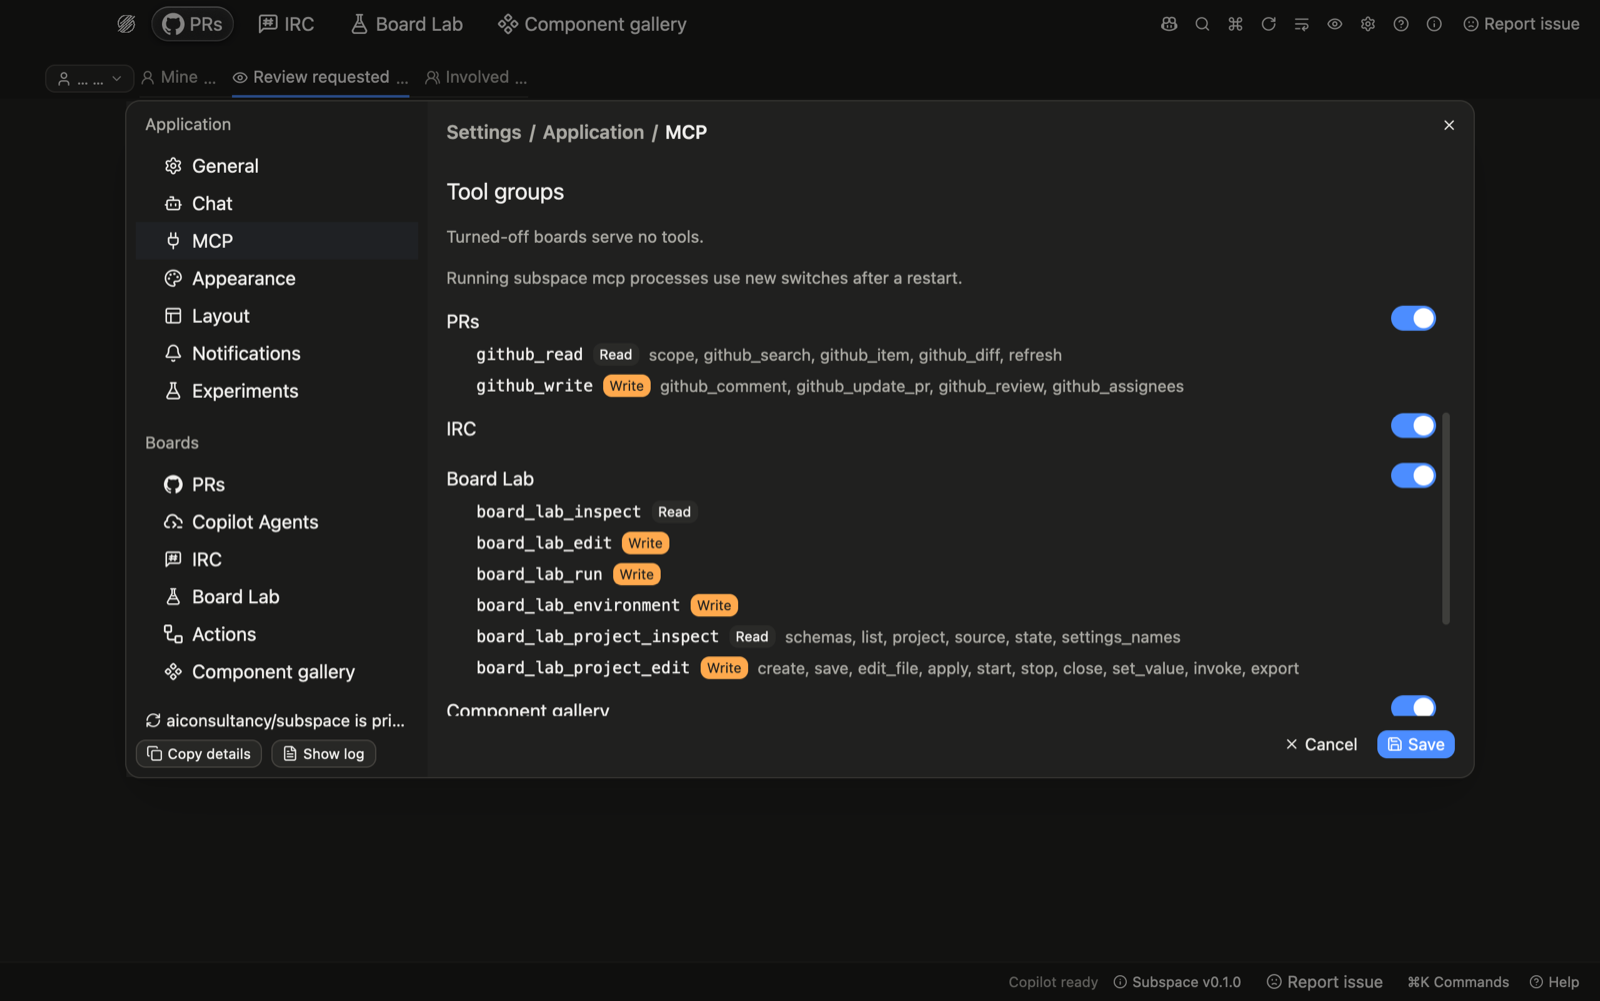 PRs
IRC
Board Lab
Component gallery
Report issue
... ...
Mine ...
Review requested ...
Involved ...
Application
General
Chat
MCP
Appearance
Layout
Notifications
Experiments
Boards
PRs
Copilot Agents
IRC
Board Lab
Actions
Component gallery
aiconsultancy/subspace is pri...
Copy details
Show log
Settings / Application / MCP
Tool groups
Turned-off boards serve no tools.
Running subspace mcp processes use new switches after a restart.
PRs
github_read Read scope, github_search, github_item, github_diff, refresh
github_write Write github_comment, github_update_pr, github_review, github_assignees
IRC
Board Lab
board_lab_inspect Read
board_lab_edit Write
board_lab_run Write
board_lab_environment Write
board_lab_project_inspect Read schemas, list, project, source, state, settings_names
board_lab_project_edit Write create, save, edit_file, apply, start, stop, close, set_value, invoke, export
Component gallery
Cancel
Save
Copilot ready
Subspace v0.1.0
Report issue
⌘K Commands
Help